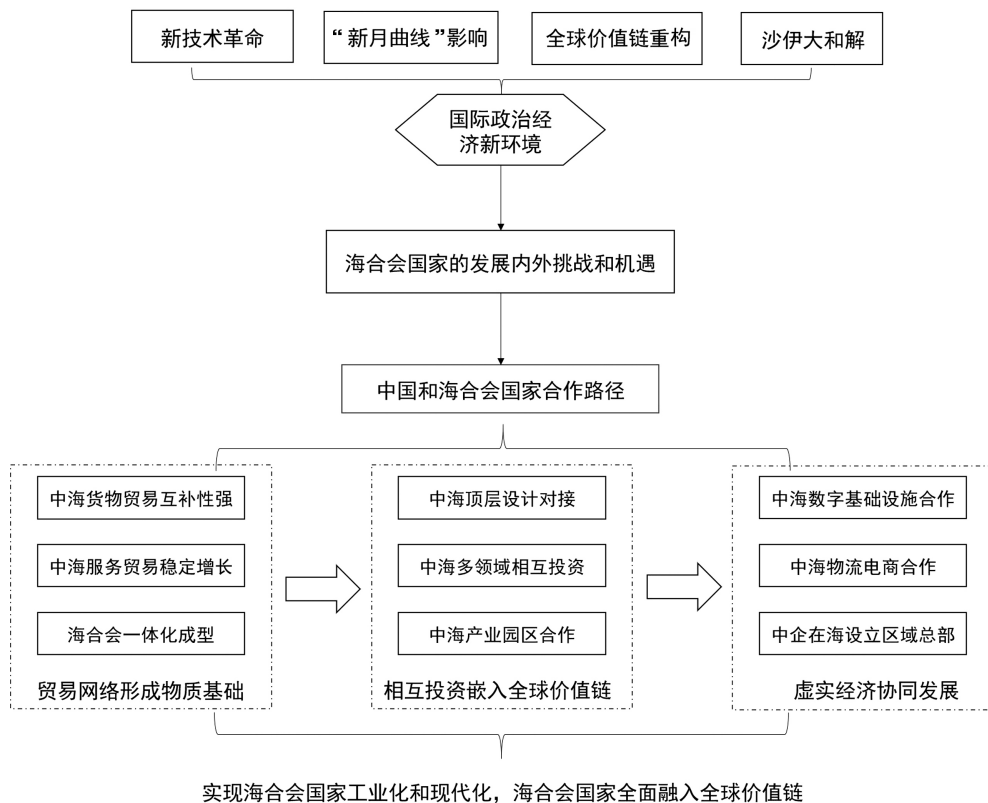 新技术革命
“新月曲线”影响
全球价值链重构
沙伊大和解
国际政治经
济新环境
海合会国家的发展内外挑战和机遇
中国和海合会国家合作路径
中海货物贸易互补性强
中海服务贸易稳定增长
海合会一体化成型
贸易网络形成物质基础
中海顶层设计对接
中海多领域相互投资
中海产业园区合作
相互投资嵌入全球价值链
中海数字基础设施合作
中海物流电商合作
中企在海设立区域总部
虚实经济协同发展
实现海合会国家工业化和现代化，海合会国家全面融入全球价值链